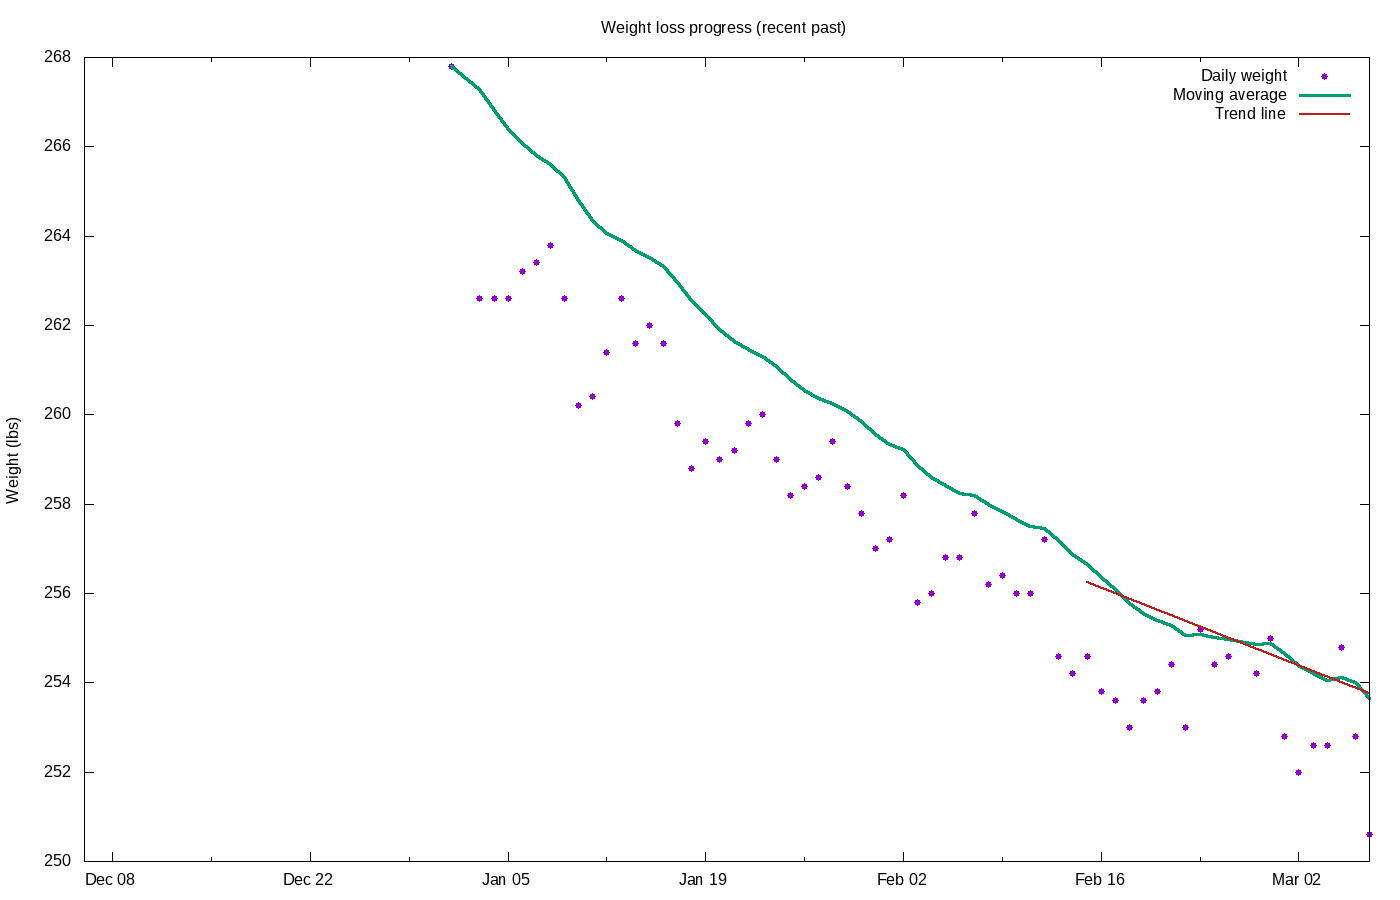 Weight loss progress (recent past)
Daily weight
Moving average
Trend line
Weight (lbs)
268
266
264
262
260
258
256
254
252
250
Dec 08 Dec 22 Jan 05 Jan 19 Feb 02 Feb 16 Mar 02